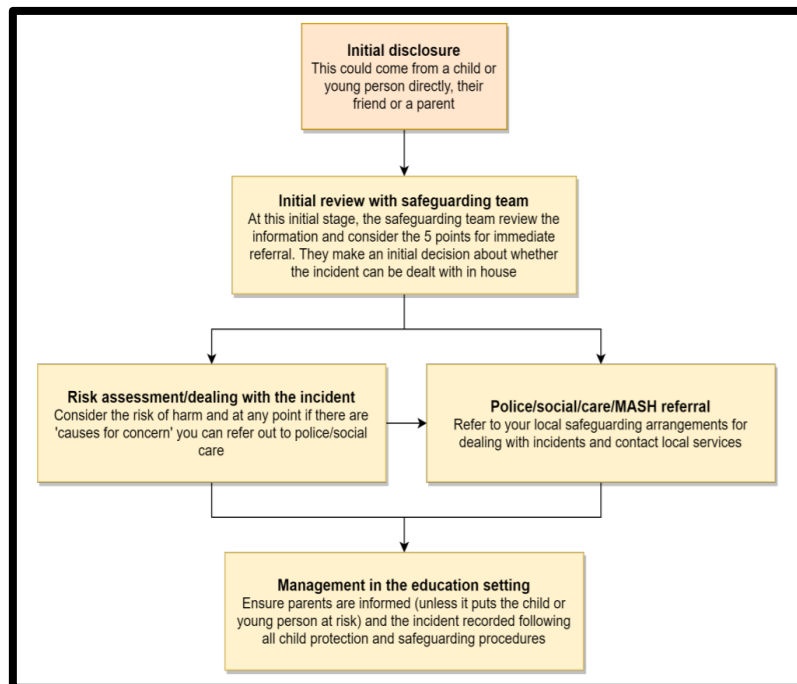 Initial disclosure
This could come from a child or
young person directly, their
friend or a parent
Initial review with safeguarding team
At this initial stage, the safeguarding team review the
information and consider the 5 points for immediate
referral. They make an initial decision about whether
the incident can be dealt with in house
Risk assessment/dealing with the incident
Consider the risk of harm and at any point if there are
'causes for concern' you can refer out to police/social
care
Police/social/care/MASH referral
Refer to your local safeguarding arrangements for
dealing with incidents and contact local services
Management in the education setting
Ensure parents are informed (unless it puts the child or
young person at risk) and the incident recorded following
all child protection and safeguarding procedures